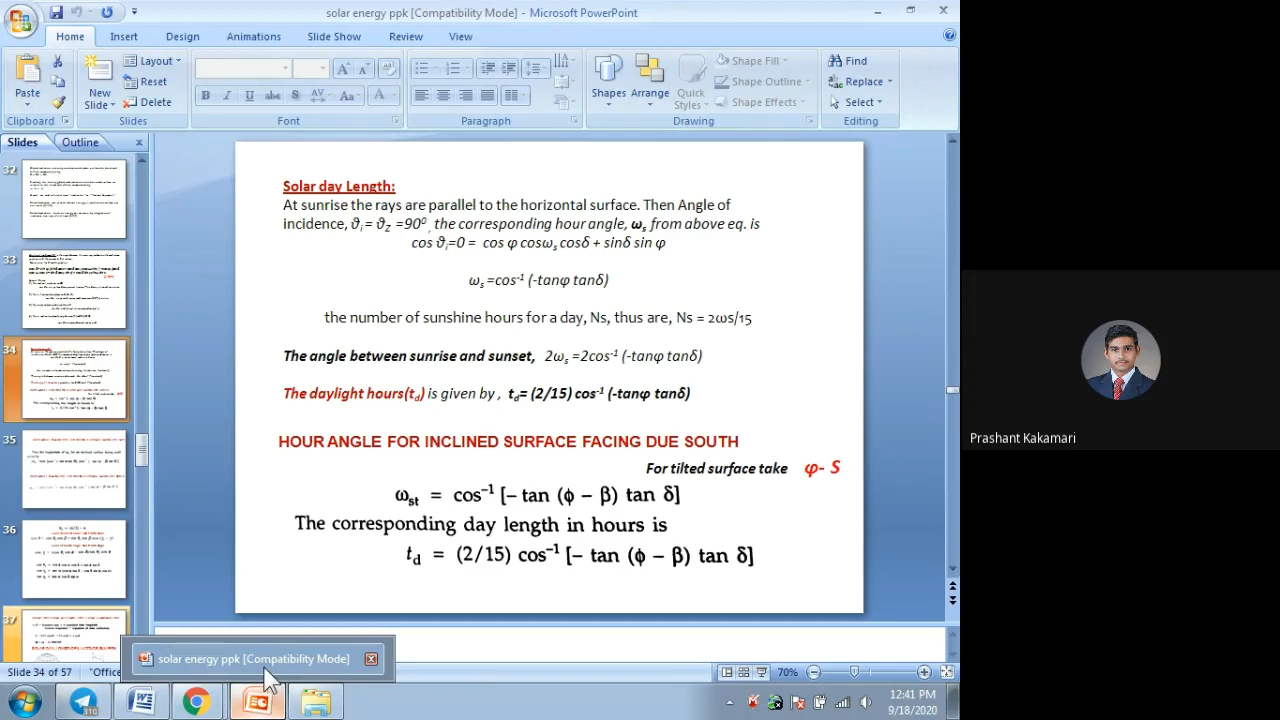 solar energy ppk [Compatibility Mode] - Microsoft PowerPoint
Home Insert Design Animations Slide Show Review View
Paste
New Slide
Layout
Reset
Delete
Shapes Arrange Quick Styles
Shape Fill
Shape Outline
Shape Effects
Find
Replace
Select
Clipboard Slides Font Paragraph Drawing Editing
Slides Outline
32
33
34
35
36
37
Solar day Length:
At sunrise the rays are parallel to the horizontal surface. Then Angle of
incidence, ϑi = ϑZ =90⁰, the corresponding hour angle, ωs from above eq. is
cos ϑi=0 = cos φ cosωs cosδ + sinδ sin φ
ωs=cos⁻¹ (-tanφ tanδ)
the number of sunshine hours for a day, Ns, thus are, Ns = 2ωs/15
The angle between sunrise and sunset, 2ωs =2cos⁻¹ (-tanφ tanδ)
The daylight hours(td) is given by , td= (2/15) cos⁻¹ (-tanφ tanδ)
HOUR ANGLE FOR INCLINED SURFACE FACING DUE SOUTH
For tilted surface take φ- S
ωst = cos⁻¹ [– tan (ϕ – β) tan δ]
The corresponding day length in hours is
td = (2/15) cos⁻¹ [– tan (ϕ – β) tan δ]
Prashant Kakamari
solar energy ppk [Compatibility Mode]
Slide 34 of 57 "Office
70%
310
12:41 PM
9/18/2020